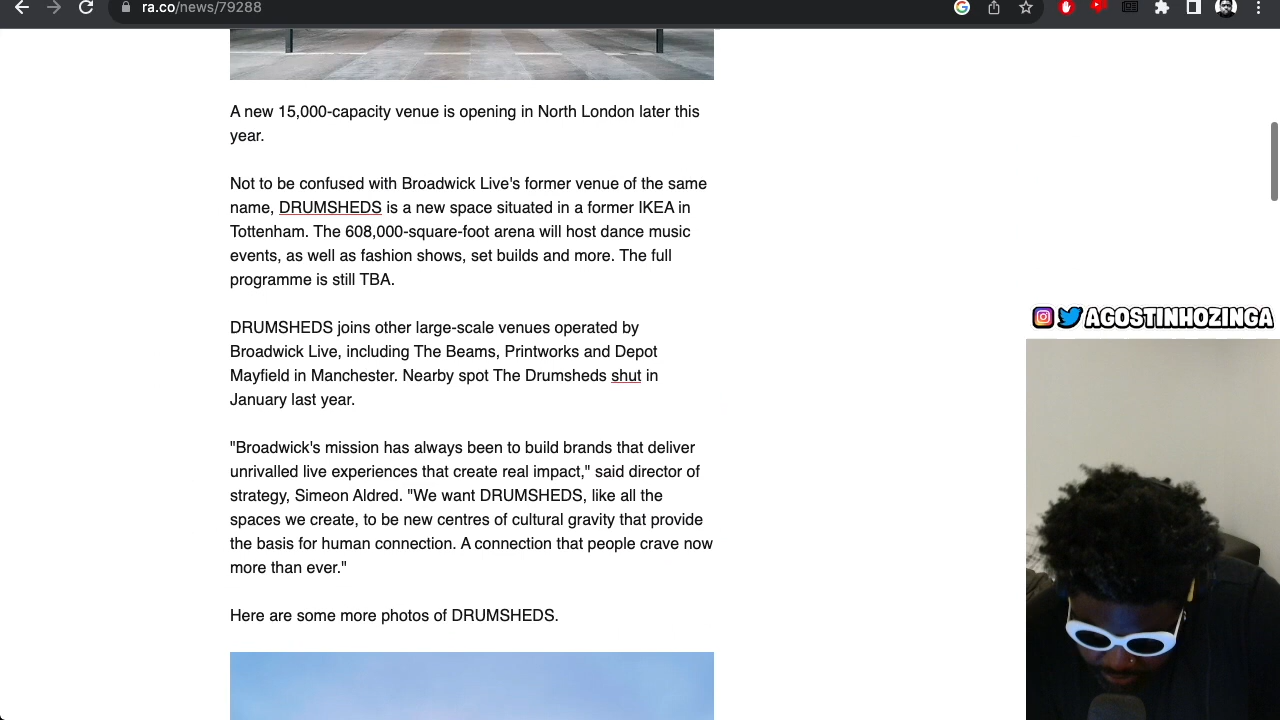 ra.co/news/79288
A new 15,000-capacity venue is opening in North London later this
year.
Not to be confused with Broadwick Live's former venue of the same
name, DRUMSHEDS is a new space situated in a former IKEA in
Tottenham. The 608,000-square-foot arena will host dance music
events, as well as fashion shows, set builds and more. The full
programme is still TBA.
DRUMSHEDS joins other large-scale venues operated by
Broadwick Live, including The Beams, Printworks and Depot
Mayfield in Manchester. Nearby spot The Drumsheds shut in
January last year.
"Broadwick's mission has always been to build brands that deliver
unrivalled live experiences that create real impact," said director of
strategy, Simeon Aldred. "We want DRUMSHEDS, like all the
spaces we create, to be new centres of cultural gravity that provide
the basis for human connection. A connection that people crave now
more than ever."
Here are some more photos of DRUMSHEDS.
AGOSTINHOZINGA